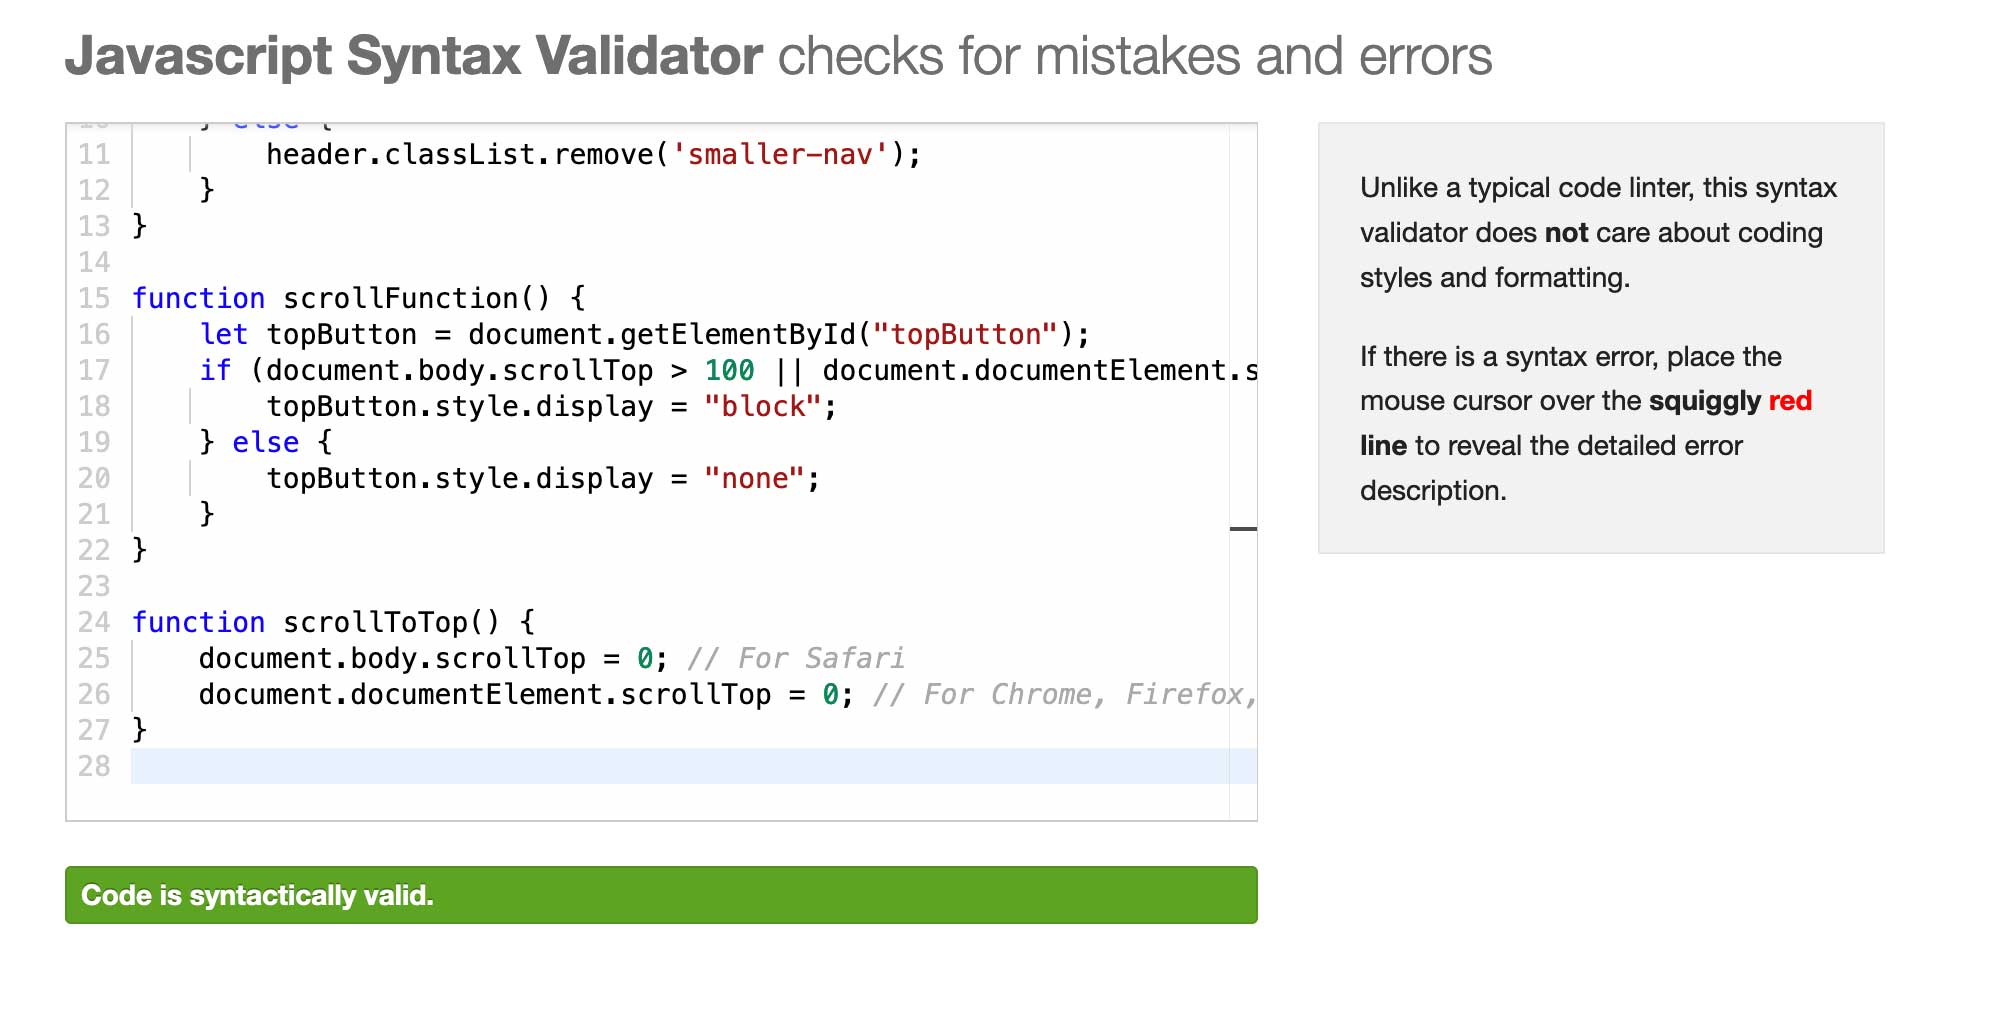 Javascript Syntax Validator checks for mistakes and errors
10 } else {
11 header.classList.remove('smaller-nav');
12 }
13 }
14
15 function scrollFunction() {
16 let topButton = document.getElementById("topButton");
17 if (document.body.scrollTop > 100 || document.documentElement.s
18 topButton.style.display = "block";
19 } else {
20 topButton.style.display = "none";
21 }
22 }
23
24 function scrollToTop() {
25 document.body.scrollTop = 0; // For Safari
26 document.documentElement.scrollTop = 0; // For Chrome, Firefox,
27 }
28
Code is syntactically valid.
Unlike a typical code linter, this syntax
validator does not care about coding
styles and formatting.
If there is a syntax error, place the
mouse cursor over the squiggly red
line to reveal the detailed error
description.